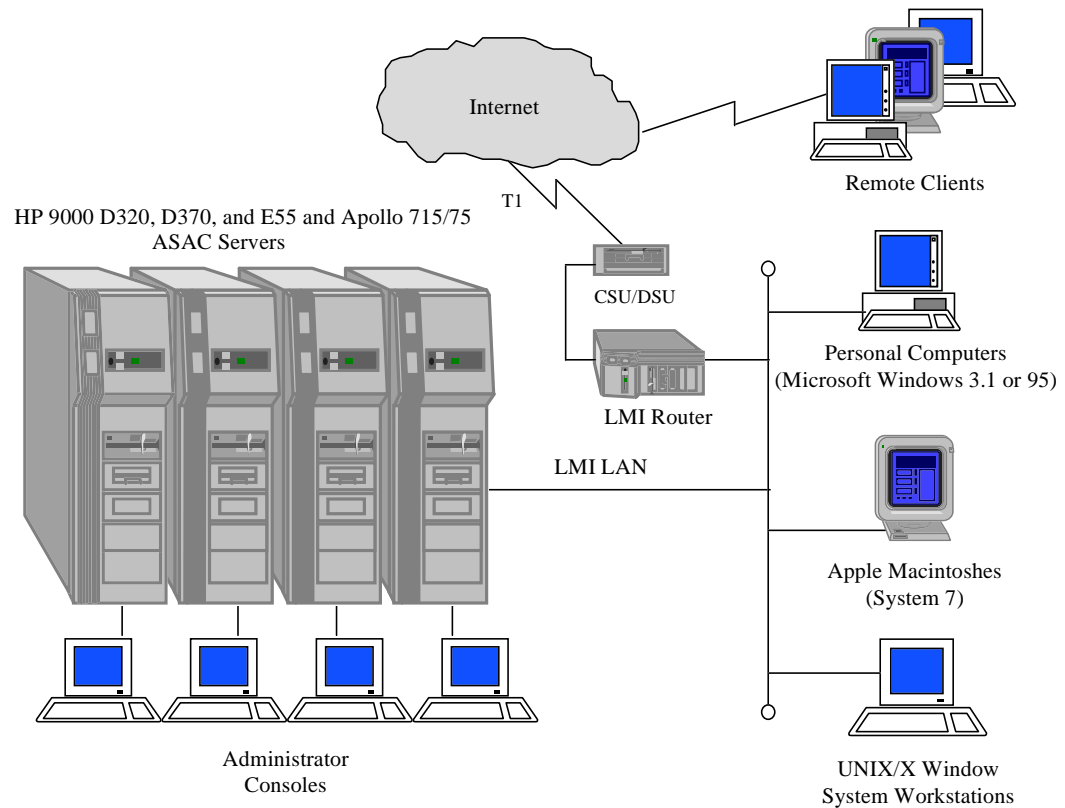 Internet
Remote Clients
T1
HP 9000 D320, D370, and E55 and Apollo 715/75
ASAC Servers
CSU/DSU
Personal Computers
(Microsoft Windows 3.1 or 95)
LMI Router
LMI LAN
Apple Macintoshes
(System 7)
Administrator
Consoles
UNIX/X Window
System Workstations